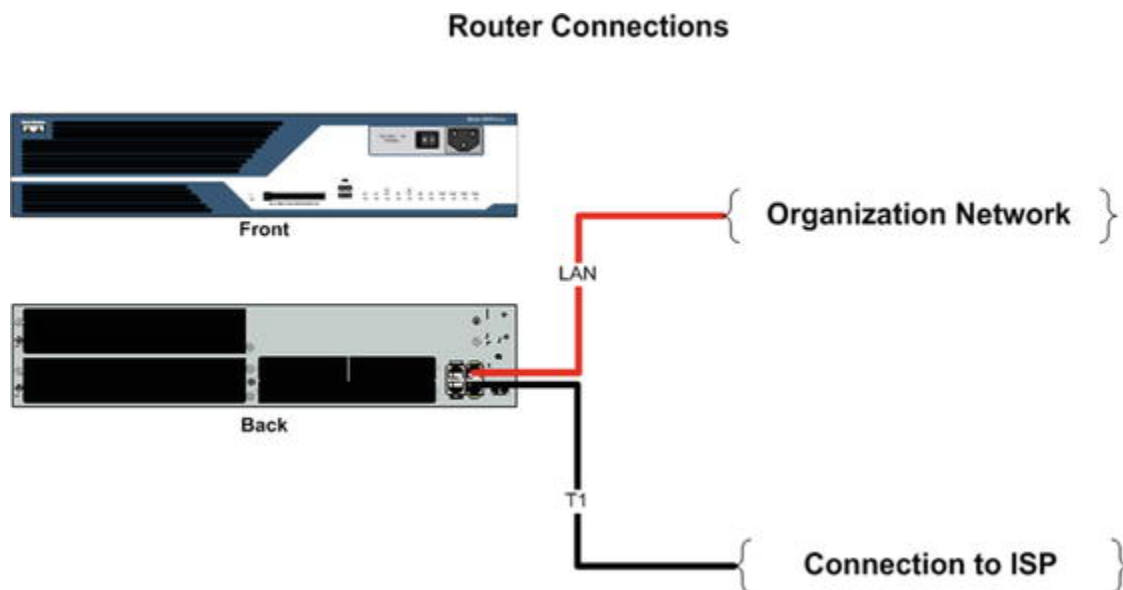 Router Connections
Front
Organization Network
LAN
Back
T1
Connection to ISP